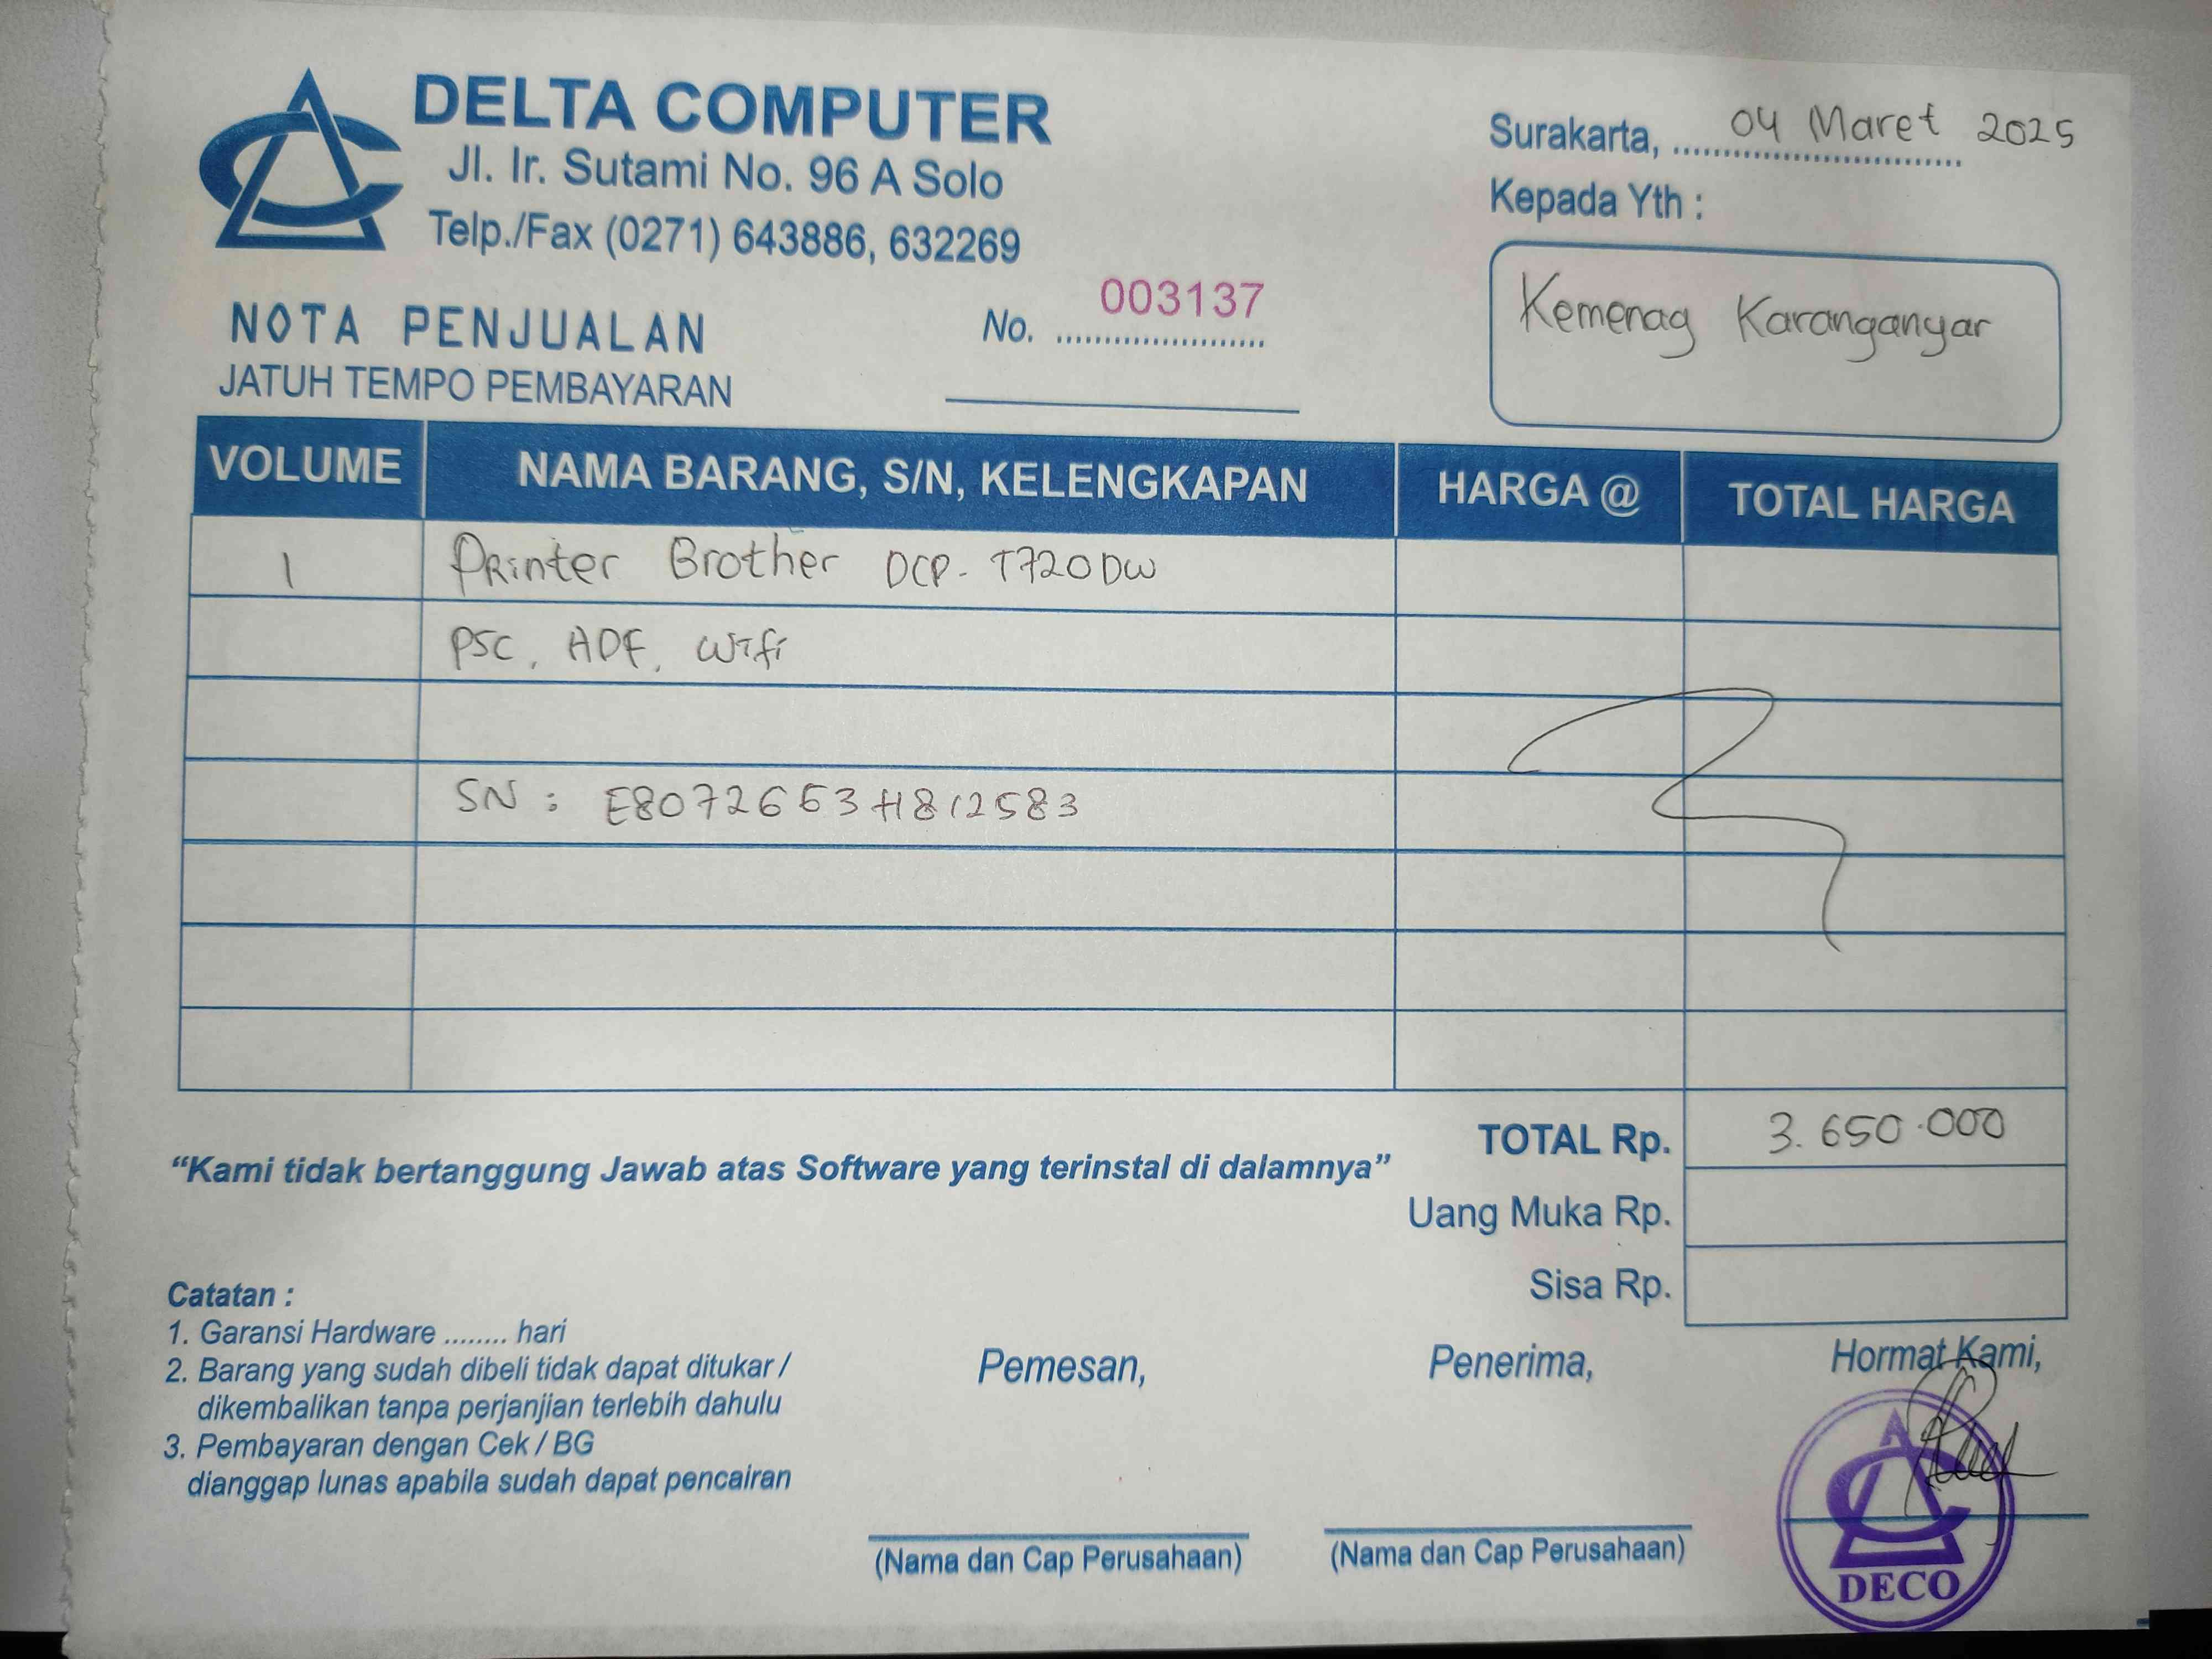 DELTA COMPUTER
Jl. Ir. Sutami No. 96 A Solo
Telp./Fax (0271) 643886, 632269
Surakarta, 04 Maret 2025
Kepada Yth :
Kemenag Karanganyar
NOTA PENJUALAN No. 003137
JATUH TEMPO PEMBAYARAN
VOLUME NAMA BARANG, S/N, KELENGKAPAN HARGA @ TOTAL HARGA
1 Printer Brother DCP-T720DW
PSC, ADF, Wifi
SN : E8072663H812583
TOTAL Rp. 3.650.000
"Kami tidak bertanggung Jawab atas Software yang terinstal di dalamnya"
Uang Muka Rp.
Sisa Rp.
Catatan :
1. Garansi Hardware ........ hari
2. Barang yang sudah dibeli tidak dapat ditukar /
dikembalikan tanpa perjanjian terlebih dahulu
3. Pembayaran dengan Cek / BG
dianggap lunas apabila sudah dapat pencairan
Pemesan, Penerima, Hormat Kami,
(Nama dan Cap Perusahaan) (Nama dan Cap Perusahaan)
DECO